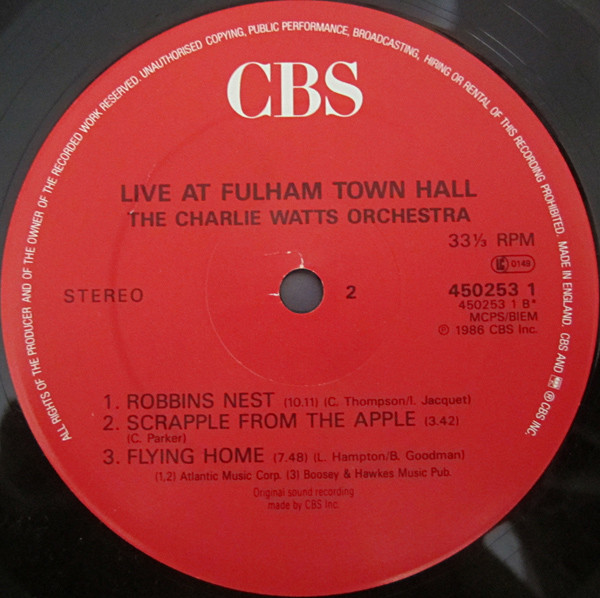 ALL RIGHTS OF THE PRODUCER AND OF THE OWNER OF THE RECORDED WORK RESERVED. UNAUTHORISED COPYING, PUBLIC PERFORMANCE, BROADCASTING, HIRING OR RENTAL OF THIS RECORDING PROHIBITED. MADE IN ENGLAND. CBS AND ® CBS INC.
CBS
LIVE AT FULHAM TOWN HALL
THE CHARLIE WATTS ORCHESTRA
33⅓ RPM
LC 0149
STEREO
2
450253 1
450253 1 B*
MCPS/BIEM
℗ 1986 CBS Inc.
1. ROBBINS NEST (10.11) (C. Thompson/I. Jacquet)
2. SCRAPPLE FROM THE APPLE (3.42)
(C. Parker)
3. FLYING HOME (7.48) (L. Hampton/B. Goodman)
(1,2) Atlantic Music Corp. (3) Boosey & Hawkes Music Pub.
Original sound recording
made by CBS Inc.